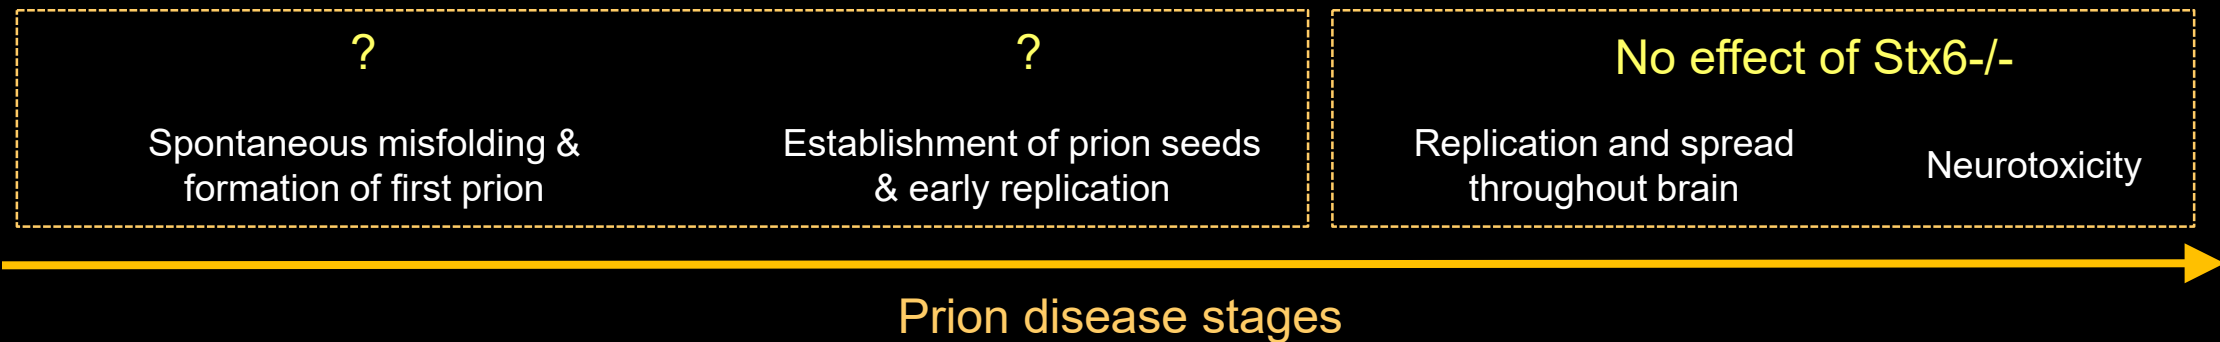 ?
Spontaneous misfolding &
formation of first prion
?
Establishment of prion seeds
& early replication
No effect of Stx6-/-
Replication and spread
throughout brain
Neurotoxicity
Prion disease stages